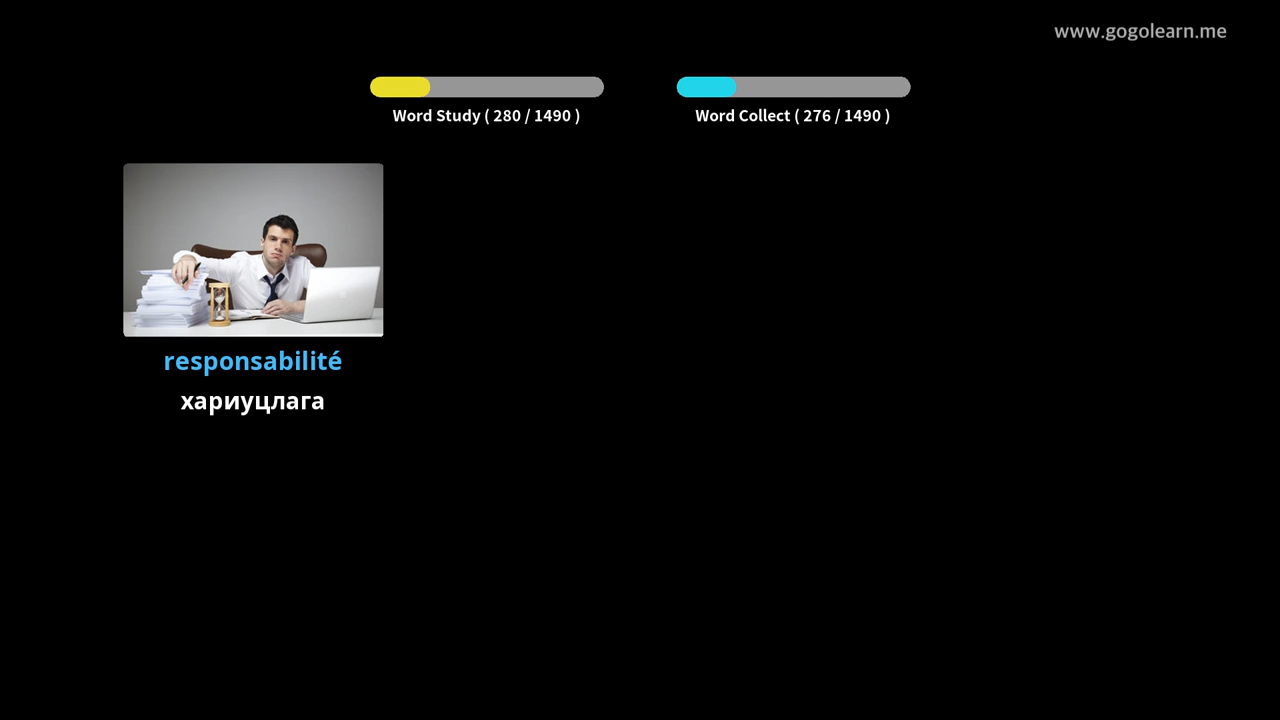 www.gogolearn.me
Word Study ( 280 / 1490 )
Word Collect ( 276 / 1490 )
responsabilité
хариуцлага